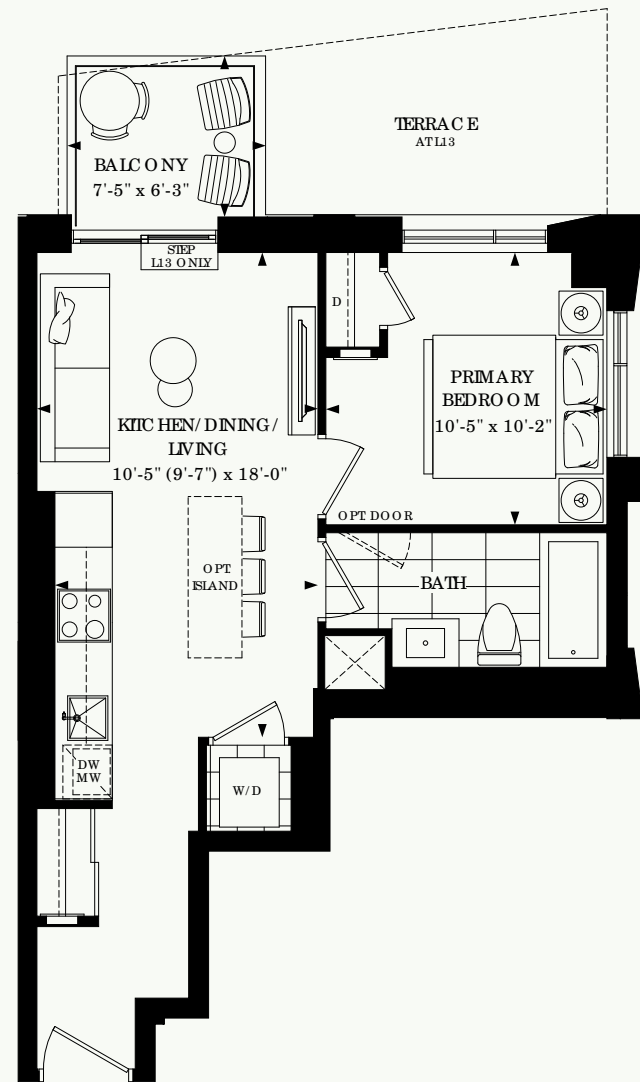 TERRACE
AT L13
BALCONY
7'-5" x 6'-3"
STEP
L13 ONLY
D
PRIMARY
BEDROOM
10'-5" x 10'-2"
KITCHEN/DINING/
LIVING
10'-5" (9'-7") x 18'-0"
OPT DOOR
OPT
ISLAND
BATH
DW
MW
W/D